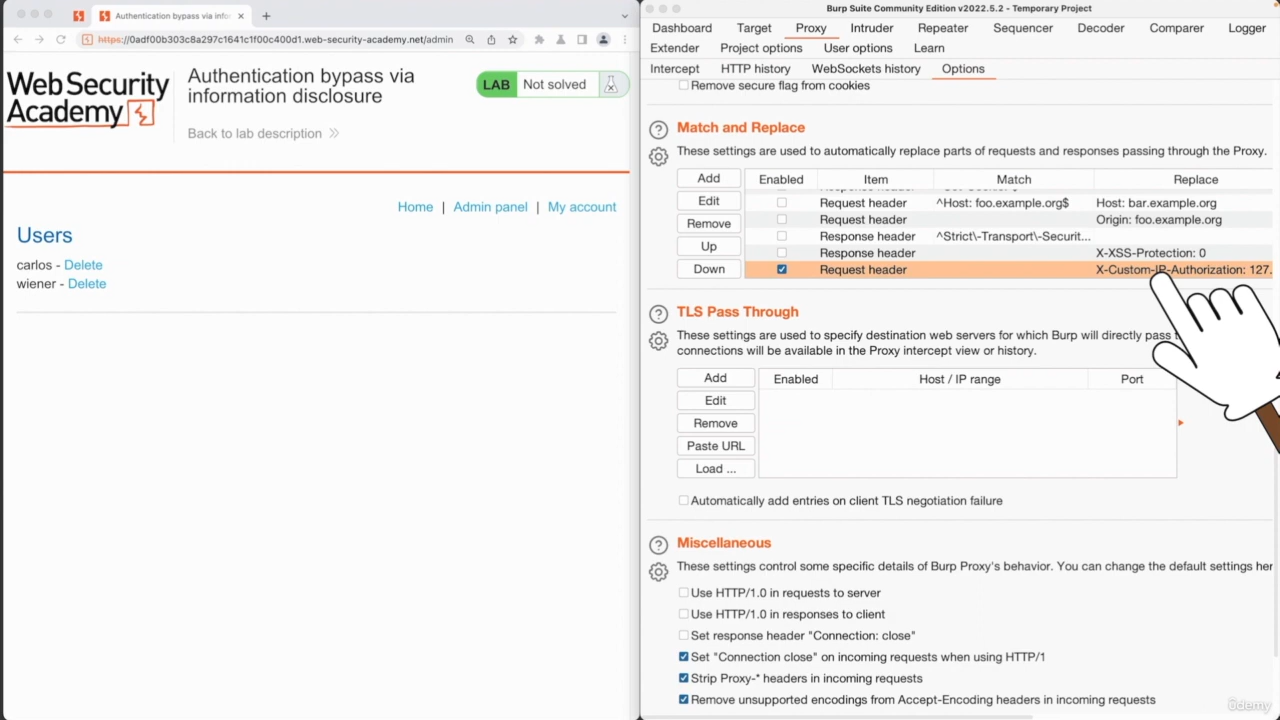 Authentication bypass via infor
https://0adf00b303c8a297c1641c1f00c400d1.web-security-academy.net/admin
Web Security
Academy
Authentication bypass via
information disclosure
Back to lab description
LAB
Not solved
Home | Admin panel | My account
Users
carlos - Delete
wiener - Delete
Burp Suite Community Edition v2022.5.2 - Temporary Project
Dashboard Target Proxy Intruder Repeater Sequencer Decoder Comparer Logger
Extender Project options User options Learn
Intercept HTTP history WebSockets history Options
Remove secure flag from cookies
Match and Replace
These settings are used to automatically replace parts of requests and responses passing through the Proxy.
Add
Edit
Remove
Up
Down
Enabled Item Match Replace
Request header ^Host: foo.example.org$ Host: bar.example.org
Request header Origin: foo.example.org
Response header ^Strict\-Transport\-Securit...
Response header X-XSS-Protection: 0
Request header X-Custom-IP-Authorization: 127.
TLS Pass Through
These settings are used to specify destination web servers for which Burp will directly pass t
connections will be available in the Proxy intercept view or history.
Add
Edit
Remove
Paste URL
Load ...
Enabled Host / IP range Port
Automatically add entries on client TLS negotiation failure
Miscellaneous
These settings control some specific details of Burp Proxy's behavior. You can change the default settings her
Use HTTP/1.0 in requests to server
Use HTTP/1.0 in responses to client
Set response header "Connection: close"
Set "Connection close" on incoming requests when using HTTP/1
Strip Proxy-* headers in incoming requests
Remove unsupported encodings from Accept-Encoding headers in incoming requests
ûdemy